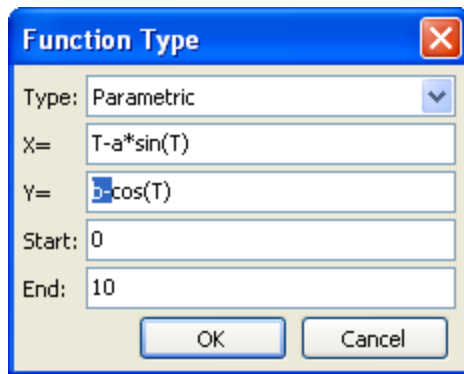 Function Type
Type: Parametric
X= T-a*sin(T)
Y= b-cos(T)
Start: 0
End: 10
OK Cancel